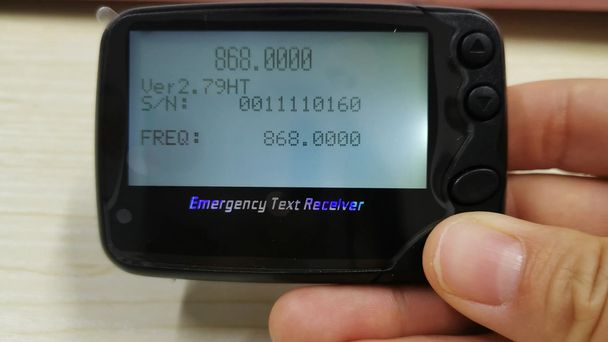 868.0000
Ver2.79HT
S/N: 0011110160
FREQ: 868.0000
Emergency Text Receiver